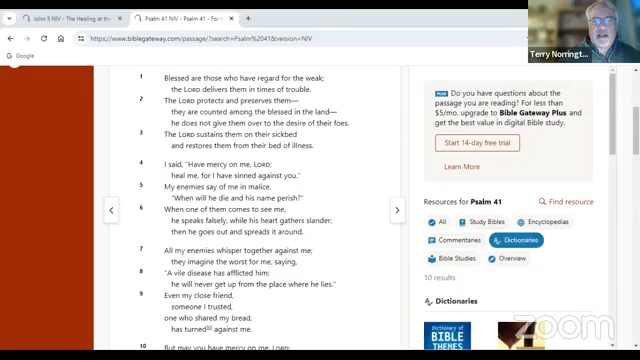 John 5 NIV - The Healing at the
Psalm 41 NIV - Psalm 41 - For t
https://www.biblegateway.com/passage/?search=Psalm%2041&version=NIV
Google
Terry Norringt...
1 Blessed are those who have regard for the weak;
the LORD delivers them in times of trouble.
2 The LORD protects and preserves them—
they are counted among the blessed in the land—
he does not give them over to the desire of their foes.
3 The LORD sustains them on their sickbed
and restores them from their bed of illness.
4 I said, “Have mercy on me, LORD;
heal me, for I have sinned against you.”
5 My enemies say of me in malice,
“When will he die and his name perish?”
6 When one of them comes to see me,
he speaks falsely, while his heart gathers slander;
then he goes out and spreads it around.
7 All my enemies whisper together against me;
they imagine the worst for me, saying,
8 “A vile disease has afflicted him;
he will never get up from the place where he lies.”
9 Even my close friend,
someone I trusted,
one who shared my bread,
has turned[b] against me.
10 But may you have mercy on me, LORD;
PLUS Do you have questions about the
passage you are reading? For less than
$5/mo. upgrade to Bible Gateway Plus and
get the best value in digital Bible study.
Start 14-day free trial
Learn More
Resources for Psalm 41 Find resource
All Study Bibles Encyclopedias
Commentaries Dictionaries
Bible Studies Overview
10 results
Dictionaries
Dictionary of
BIBLE
THEMES
zoom